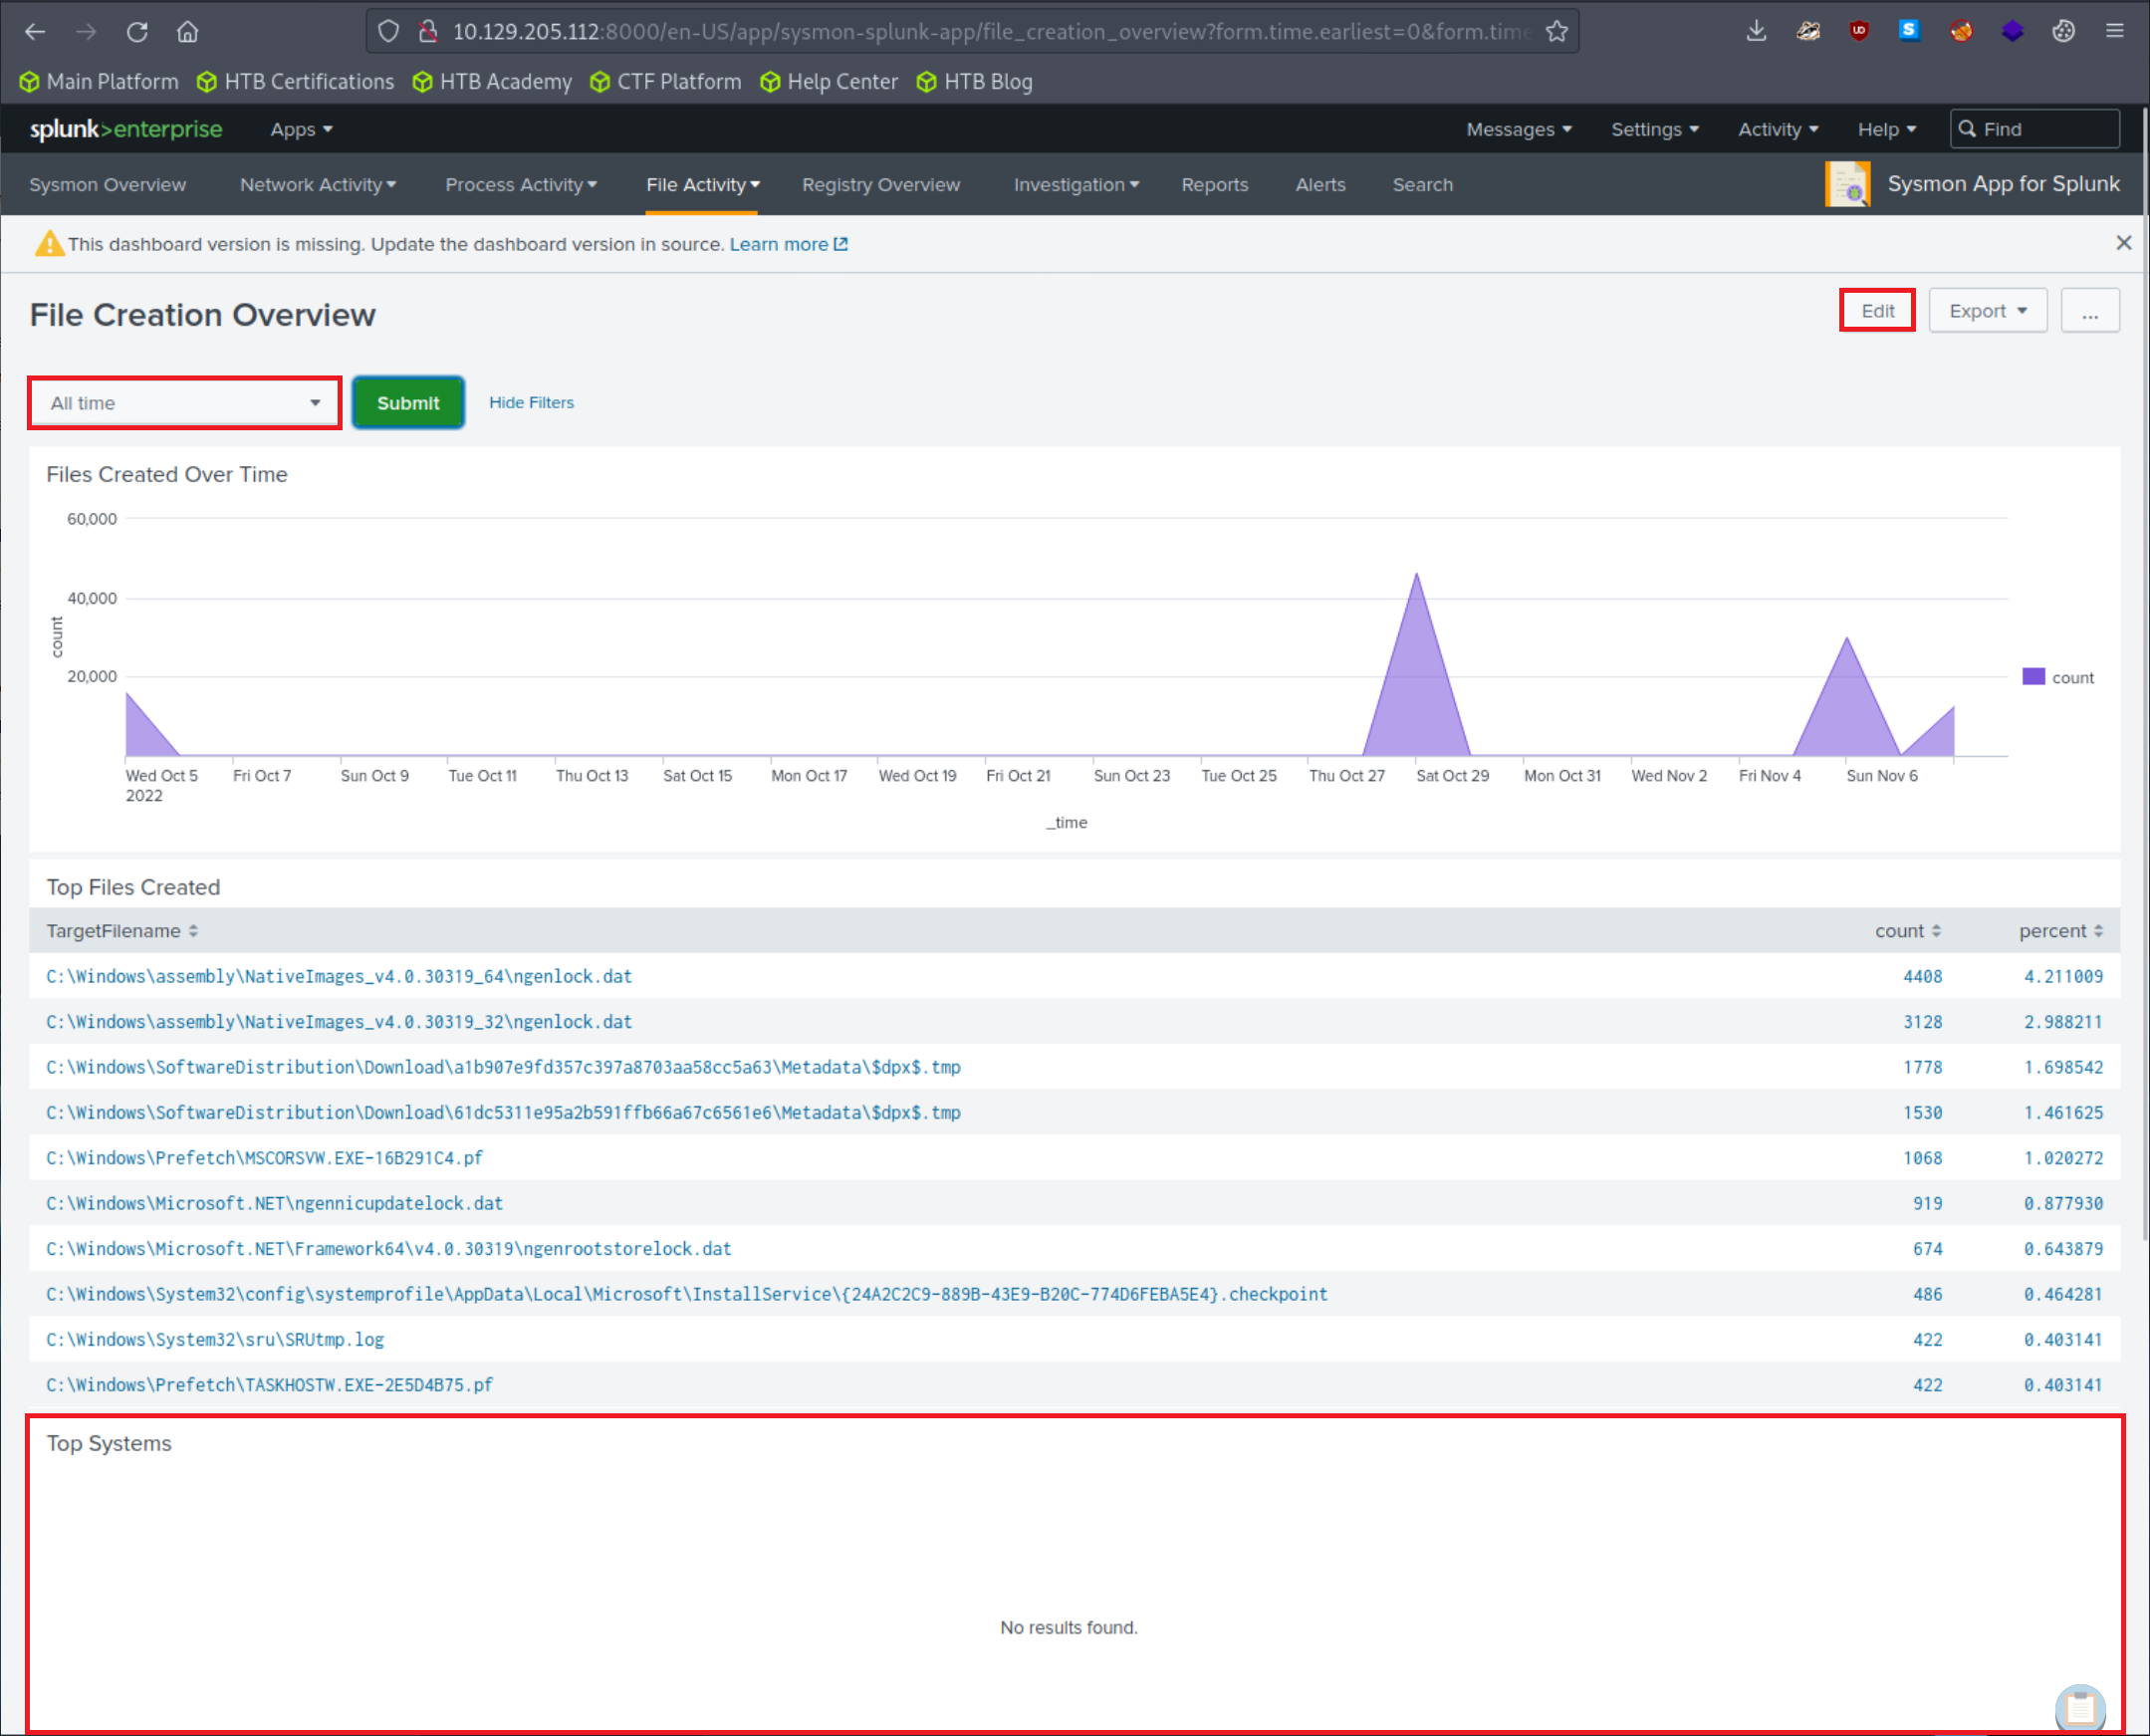 10.129.205.112:8000/en-US/app/sysmon-splunk-app/file_creation_overview?form.time.earliest=0&form.time
Main Platform HTB Certifications HTB Academy CTF Platform Help Center HTB Blog
splunk>enterprise Apps Messages Settings Activity Help Find
Sysmon Overview Network Activity Process Activity File Activity Registry Overview Investigation Reports Alerts Search Sysmon App for Splunk
This dashboard version is missing. Update the dashboard version in source. Learn more
File Creation Overview Edit Export ...
All time Submit Hide Filters
Files Created Over Time
60,000
40,000
20,000
count
count
Wed Oct 5 Fri Oct 7 Sun Oct 9 Tue Oct 11 Thu Oct 13 Sat Oct 15 Mon Oct 17 Wed Oct 19 Fri Oct 21 Sun Oct 23 Tue Oct 25 Thu Oct 27 Sat Oct 29 Mon Oct 31 Wed Nov 2 Fri Nov 4 Sun Nov 6
2022
_time
Top Files Created
TargetFilename count percent
C:\Windows\assembly\NativeImages_v4.0.30319_64\ngenlock.dat 4408 4.211009
C:\Windows\assembly\NativeImages_v4.0.30319_32\ngenlock.dat 3128 2.988211
C:\Windows\SoftwareDistribution\Download\a1b907e9fd357c397a8703aa58cc5a63\Metadata\$dpx$.tmp 1778 1.698542
C:\Windows\SoftwareDistribution\Download\61dc5311e95a2b591ffb66a67c6561e6\Metadata\$dpx$.tmp 1530 1.461625
C:\Windows\Prefetch\MSCORSVW.EXE-16B291C4.pf 1068 1.020272
C:\Windows\Microsoft.NET\ngennicupdatelock.dat 919 0.877930
C:\Windows\Microsoft.NET\Framework64\v4.0.30319\ngenrootstorelock.dat 674 0.643879
C:\Windows\System32\config\systemprofile\AppData\Local\Microsoft\InstallService\{24A2C2C9-889B-43E9-B20C-774D6FEBA5E4}.checkpoint 486 0.464281
C:\Windows\System32\sru\SRUtmp.log 422 0.403141
C:\Windows\Prefetch\TASKHOSTW.EXE-2E5D4B75.pf 422 0.403141
Top Systems
No results found.